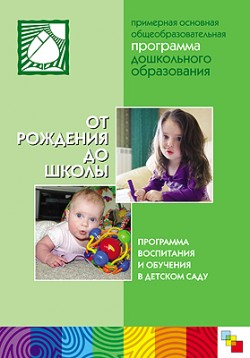 примерная основная
общеобразовательная
программа
дошкольного
образования
ОТ
РОЖДЕНИЯ
ДО
ШКОЛЫ
ПРОГРАММА
ВОСПИТАНИЯ
И ОБУЧЕНИЯ
В ДЕТСКОМ САДУ